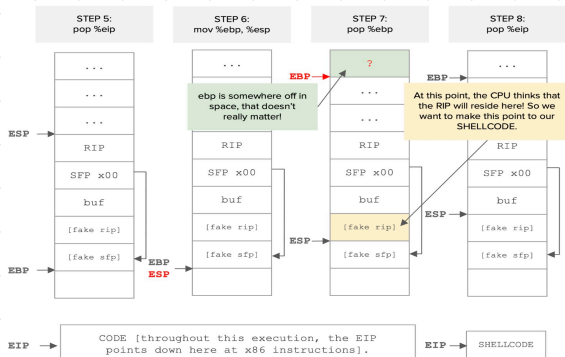 STEP 5:
pop %eip
STEP 6:
mov %ebp, %esp
STEP 7:
pop %ebp
STEP 8:
pop %eip
...
...
...
RIP
SFP x00
buf
[fake rip]
[fake sfp]
ESP
EBP
...
ebp is somewhere off in
space, that doesn't
really matter!
RIP
SFP x00
buf
[fake rip]
[fake sfp]
EBP
ESP
?
EBP
...
...
RIP
SFP x00
buf
[fake rip]
[fake sfp]
ESP
...
EBP
At this point, the CPU thinks that
the RIP will reside here! So we
want to make this point to our
SHELLCODE.
RIP
SFP x00
buf
[fake rip]
[fake sfp]
ESP
EIP
CODE [throughout this execution, the EIP
points down here at x86 instructions].
EIP
SHELLCODE